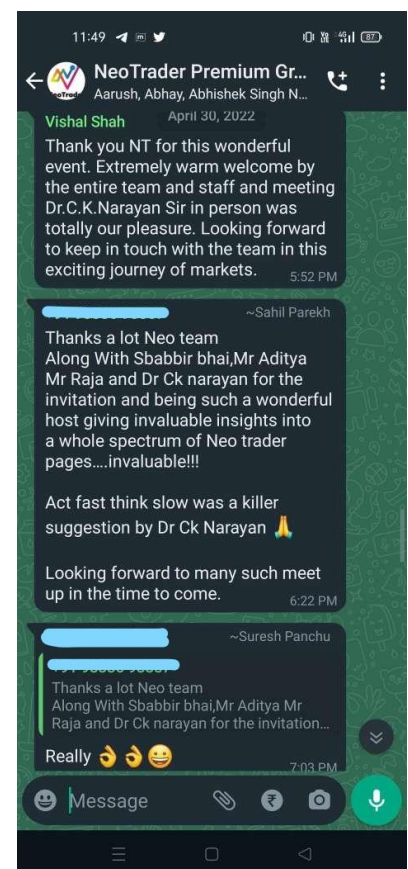 11:49
87
NeoTrader Premium Gr...
Aarush, Abhay, Abhishek Singh N...
April 30, 2022
Vishal Shah
Thank you NT for this wonderful
event. Extremely warm welcome by
the entire team and staff and meeting
Dr.C.K.Narayan Sir in person was
totally our pleasure. Looking forward
to keep in touch with the team in this
exciting journey of markets.
5:52 PM
~Sahil Parekh
Thanks a lot Neo team
Along With Sbabbir bhai,Mr Aditya
Mr Raja and Dr Ck narayan for the
invitation and being such a wonderful
host giving invaluable insights into
a whole spectrum of Neo trader
pages....invaluable!!!
Act fast think slow was a killer
suggestion by Dr Ck Narayan 🙏
Looking forward to many such meet
up in the time to come.
6:22 PM
~Suresh Panchu
Thanks a lot Neo team
Along With Sbabbir bhai,Mr Aditya Mr
Raja and Dr Ck narayan for the invitation...
Really 👌👌😀
7:03 PM
Message